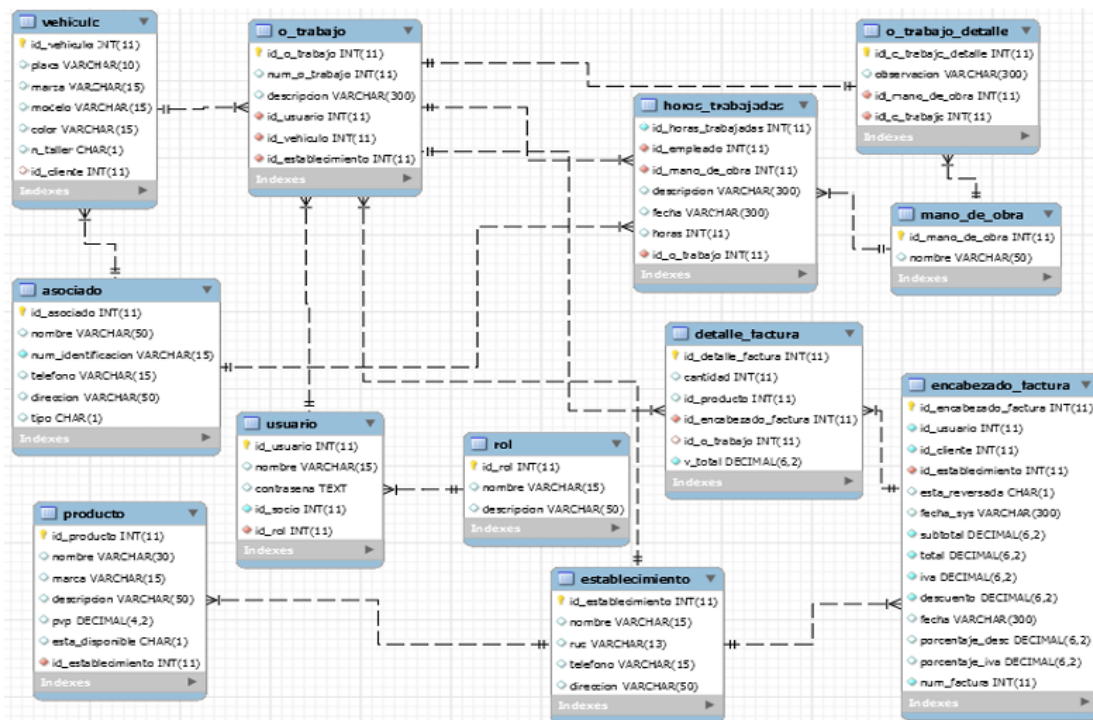 vehiculc
id_vehiculo INT(11)
placa VARCHAR(10)
marca VARCHAR(15)
modelo VARCHAR(15)
color VARCHAR(15)
n_taller CHAR(1)
id_cliente INT(11)
Indexes
o_trabajo
id_o_trabajo INT(11)
num_o_trabajo INT(11)
descripcion VARCHAR(300)
id_usuario INT(11)
id_vehiculo INT(11)
id_establecimiento INT(11)
Indexes
o_trabajo_detalle
id_o_trabajo_detalle INT(11)
observacion VARCHAR(300)
id_mano_de_obra INT(11)
id_o_trabajo INT(11)
Indexes
horas_trabajadas
id_horas_trabajadas INT(11)
id_empleado INT(11)
id_mano_de_obra INT(11)
descripcion VARCHAR(300)
fecha VARCHAR(300)
horas INT(11)
id_o_trabajo INT(11)
Indexes
mano_de_obra
id_mano_de_obra INT(11)
nombre VARCHAR(50)
Indexes
asociado
id_asociado INT(11)
nombre VARCHAR(50)
num_identificacion VARCHAR(15)
telefono VARCHAR(15)
direccion VARCHAR(50)
tipo CHAR(1)
Indexes
detalle_factura
id_detalle_factura INT(11)
cantidad INT(11)
id_producto INT(11)
id_encabezado_factura INT(11)
id_o_trabajo INT(11)
v_total DECIMAL(6,2)
Indexes
encabezado_factura
id_encabezado_factura INT(11)
id_usuario INT(11)
id_cliente INT(11)
id_establecimiento INT(11)
esta_reversada CHAR(1)
fecha_sys VARCHAR(300)
subtotal DECIMAL(6,2)
total DECIMAL(6,2)
iva DECIMAL(6,2)
descuento DECIMAL(6,2)
fecha VARCHAR(300)
porcentaje_desc DECIMAL(6,2)
porcentaje_iva DECIMAL(6,2)
num_factura INT(11)
Indexes
usuario
id_usuario INT(11)
nombre VARCHAR(15)
contrasena TEXT
id_socio INT(11)
id_rol INT(11)
Indexes
rol
id_rol INT(11)
nombre VARCHAR(15)
descripcion VARCHAR(50)
Indexes
producto
id_producto INT(11)
nombre VARCHAR(30)
marca VARCHAR(15)
descripcion VARCHAR(50)
pvp DECIMAL(4,2)
esta_disponible CHAR(1)
id_establecimiento INT(11)
Indexes
establecimiento
id_establecimiento INT(11)
nombre VARCHAR(15)
ruc VARCHAR(13)
telefono VARCHAR(15)
direccion VARCHAR(50)
Indexes